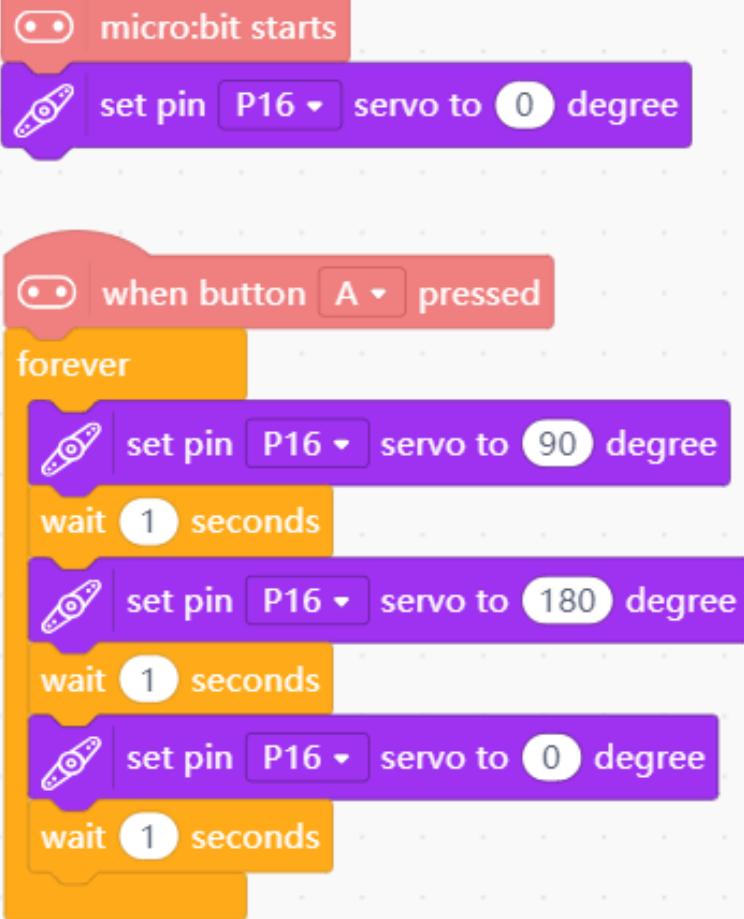 micro:bit starts
set pin P16 servo to 0 degree
when button A pressed
forever
set pin P16 servo to 90 degree
wait 1 seconds
set pin P16 servo to 180 degree
wait 1 seconds
set pin P16 servo to 0 degree
wait 1 seconds